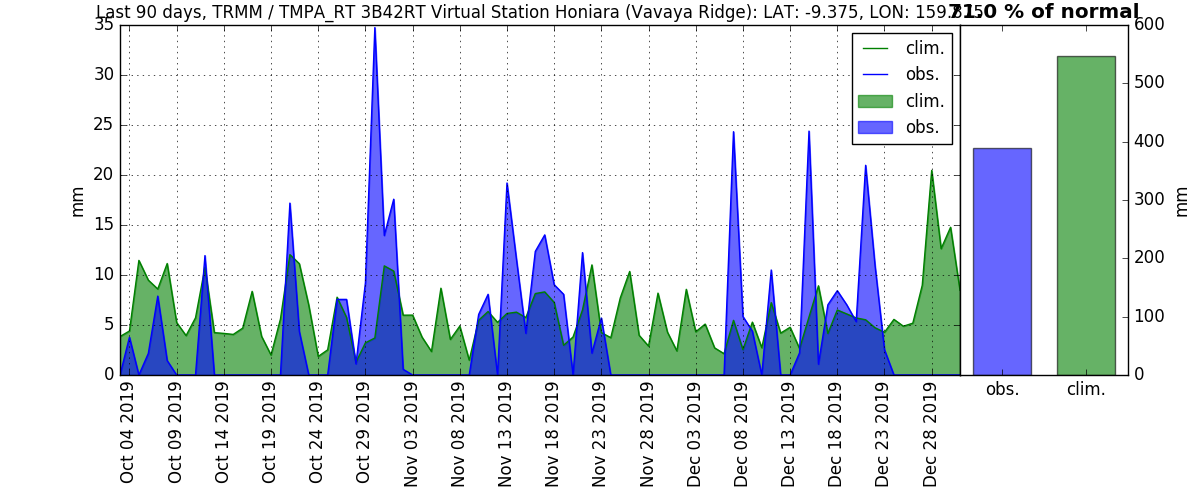 Last 90 days, TRMM / TMPA_RT 3B42RT Virtual Station Honiara (Vavaya Ridge): LAT: -9.375, LON:
71.0 % of normal
35
30
25
20
15
10
5
0
mm
clim.
obs.
clim.
obs.
600
500
400
300
200
100
0
mm
Oct 04 2019
Oct 09 2019
Oct 14 2019
Oct 19 2019
Oct 24 2019
Oct 29 2019
Nov 03 2019
Nov 08 2019
Nov 13 2019
Nov 18 2019
Nov 23 2019
Nov 28 2019
Dec 03 2019
Dec 08 2019
Dec 13 2019
Dec 18 2019
Dec 23 2019
Dec 28 2019
obs.
clim.